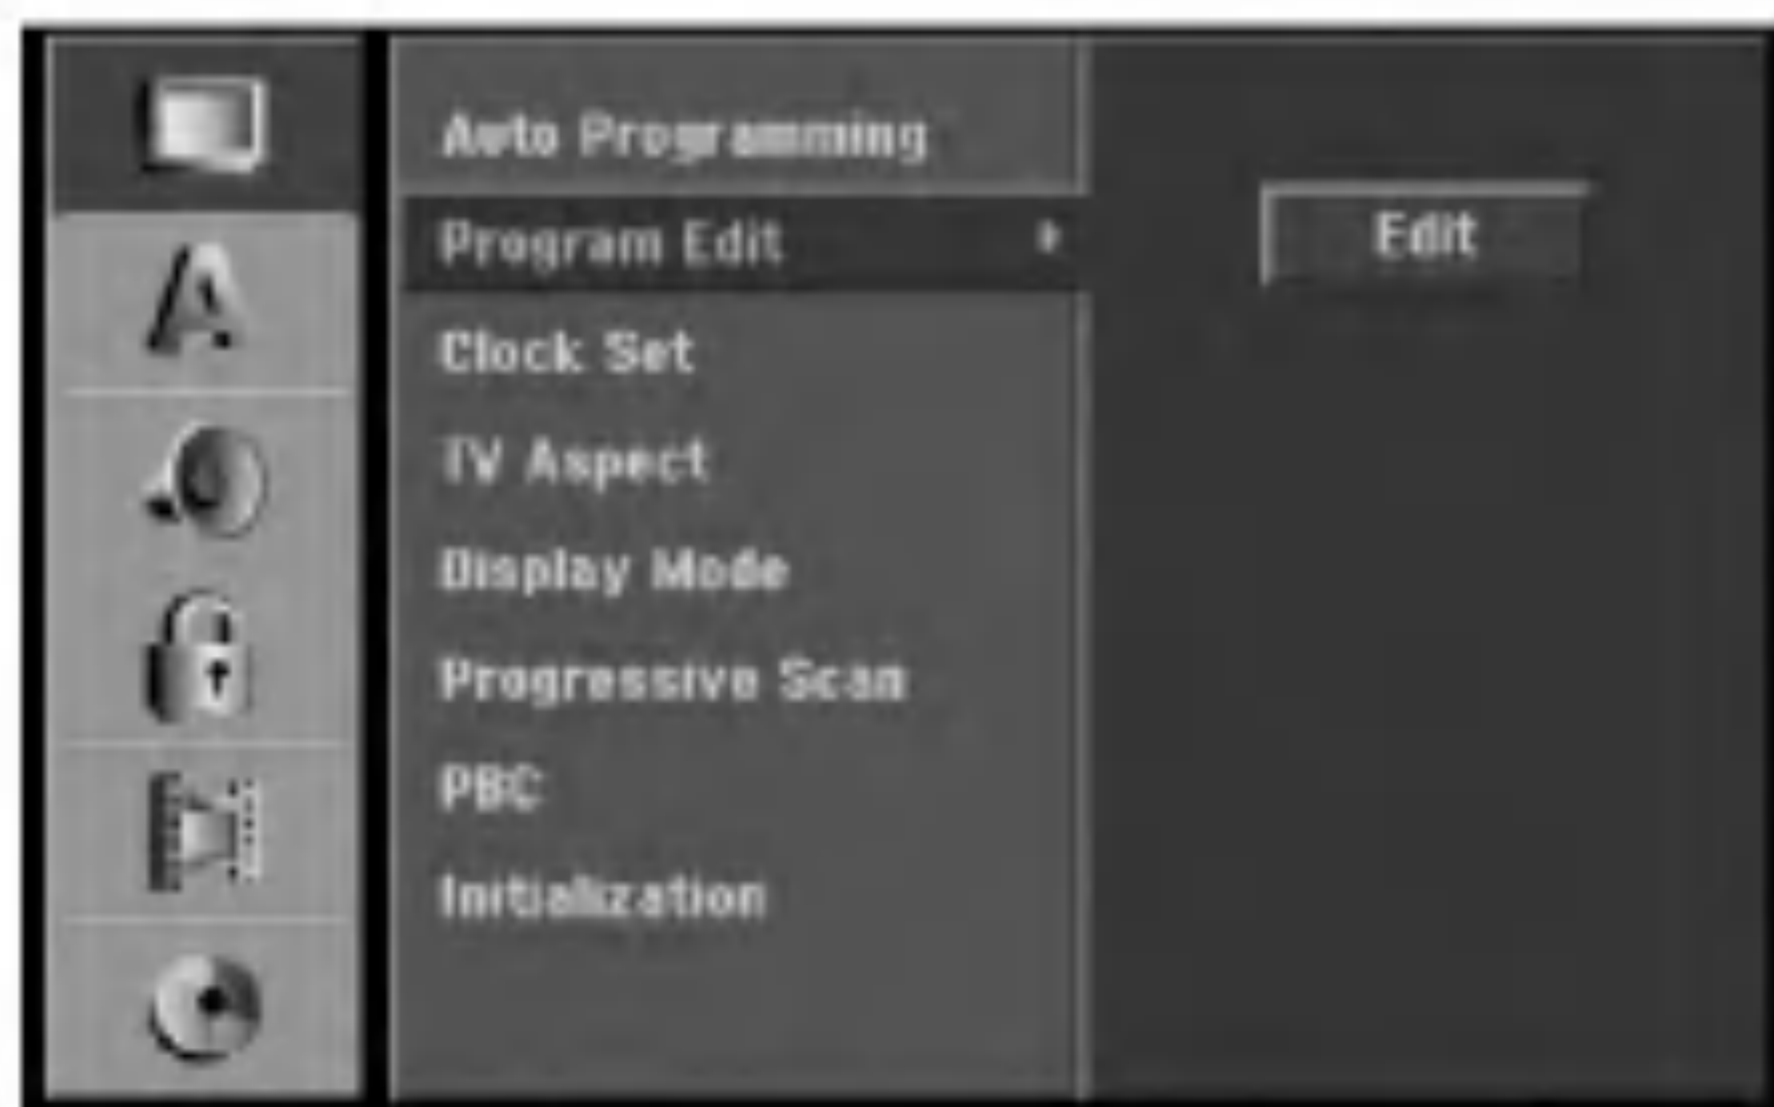 Auto Programming
Program Edit
Edit
Clock Set
TV Aspect
Display Mode
Progressive Scan
PBC
Initialization